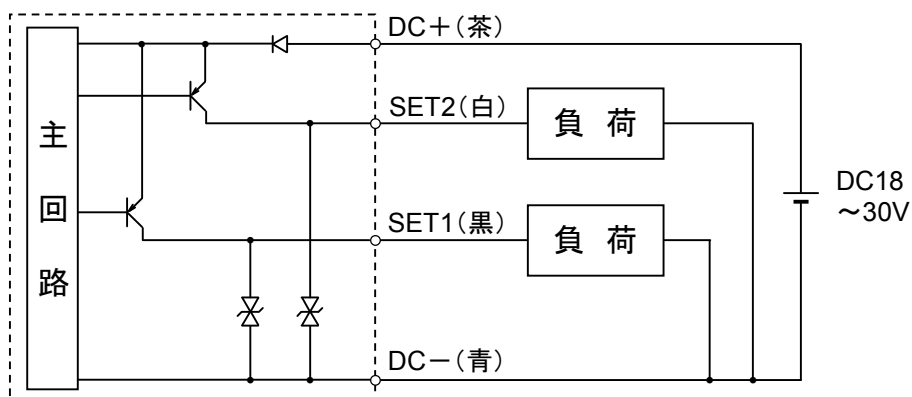 主回路
DC＋（茶）
SET2（白）
負 荷
SET1（黒）
負 荷
DC－（青）
DC18
～30V